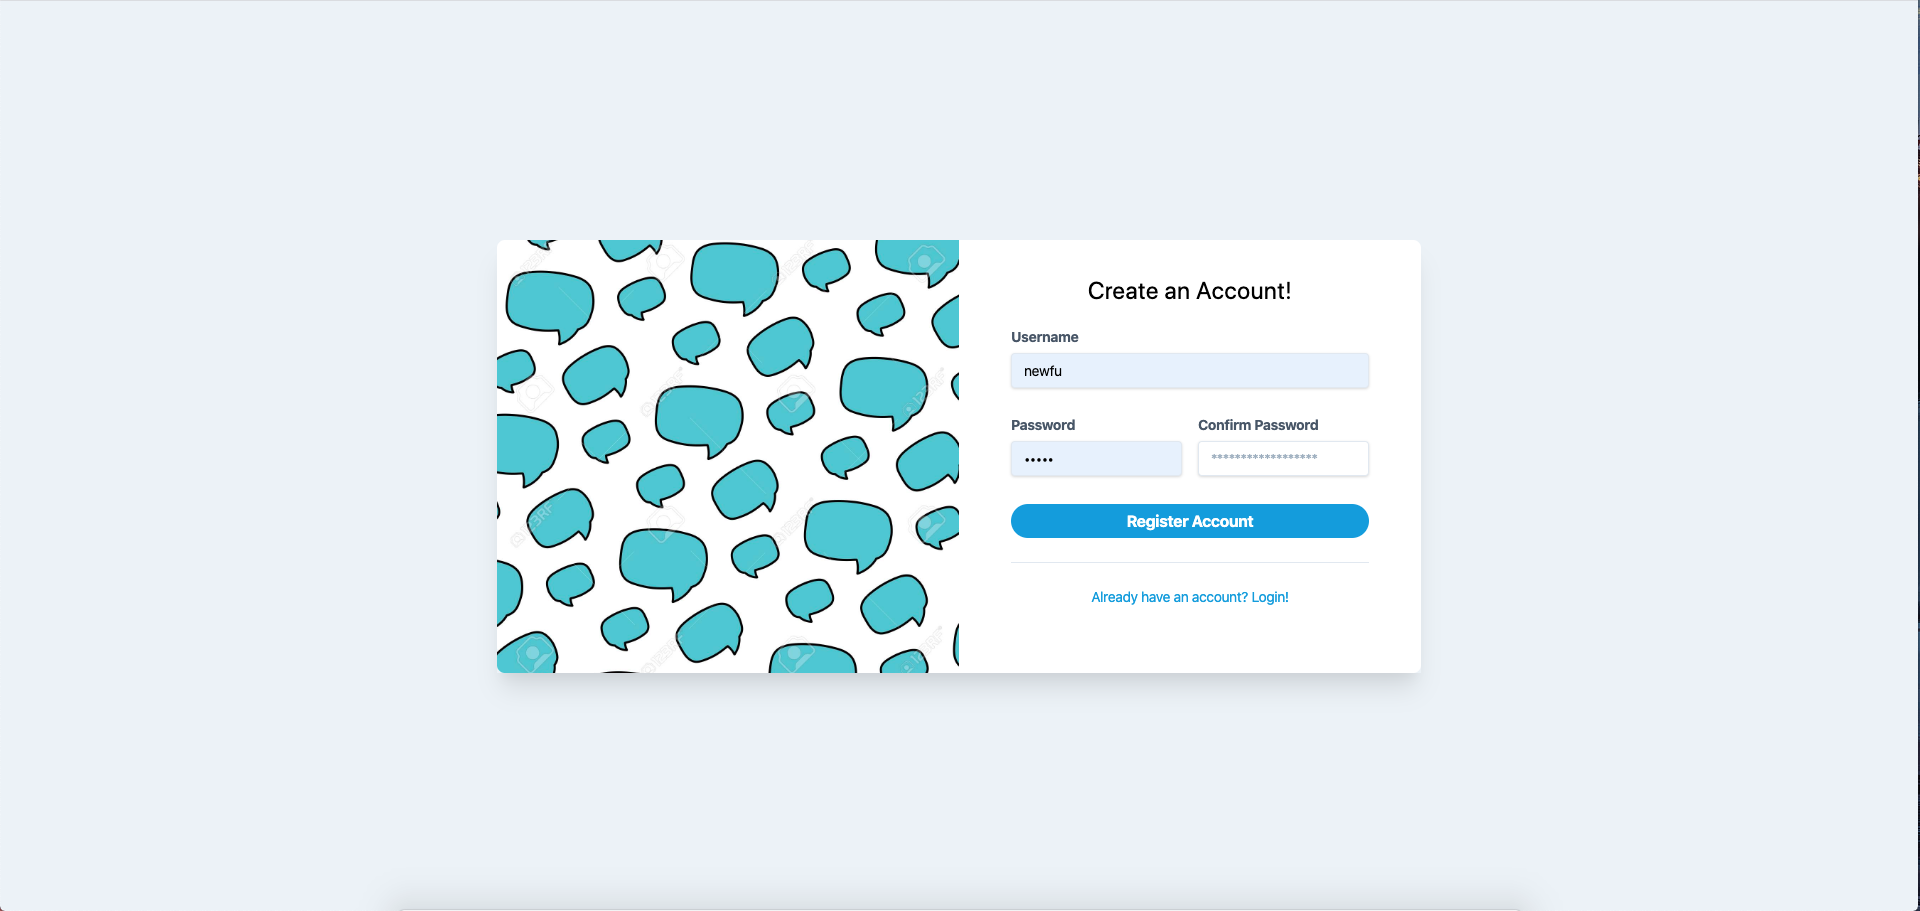 Create an Account!
Username
newfu
Password Confirm Password
••••• ******************
Register Account
Already have an account? Login!